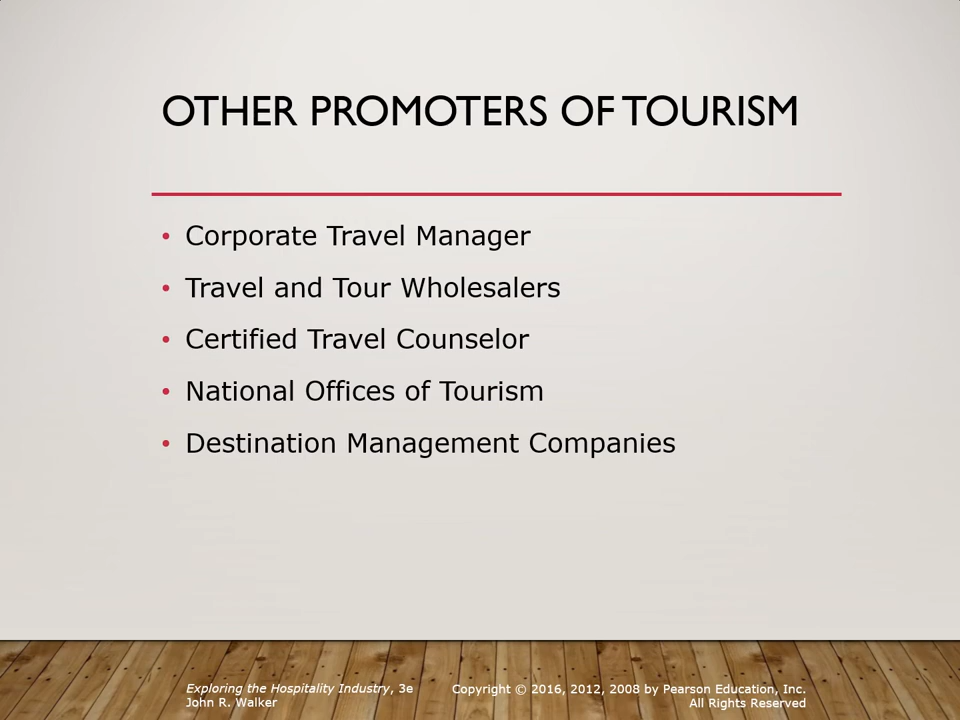 OTHER PROMOTERS OF TOURISM
• Corporate Travel Manager
• Travel and Tour Wholesalers
• Certified Travel Counselor
• National Offices of Tourism
• Destination Management Companies
Exploring the Hospitality Industry, 3e
John R. Walker
Copyright © 2016, 2012, 2008 by Pearson Education, Inc.
All Rights Reserved